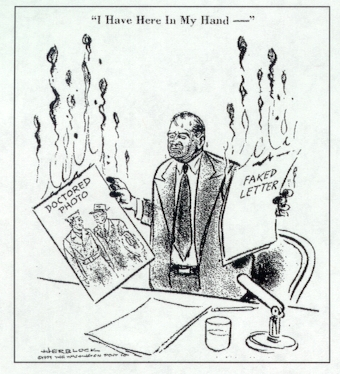 "I Have Here In My Hand —"
DOCTORED
PHOTO
FAKED
LETTER
HERBLOCK